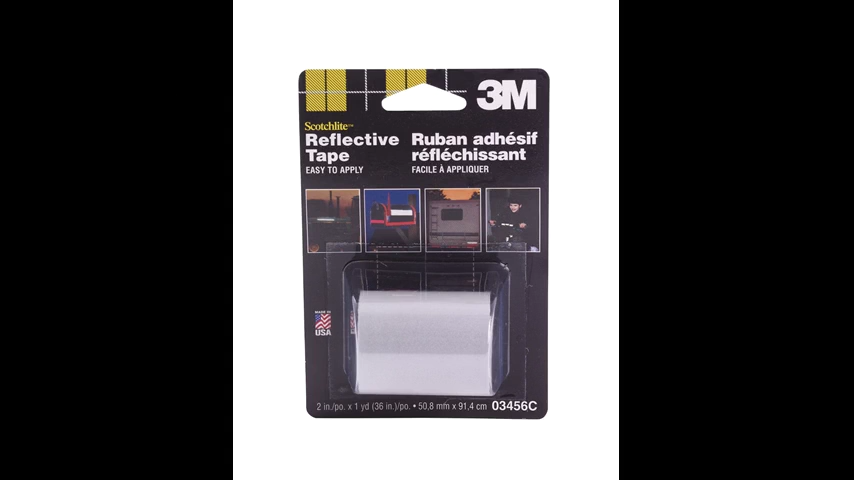 3M
Scotchlite™
Reflective
Tape
EASY TO APPLY
Ruban adhésif
réfléchissant
FACILE À APPLIQUER
MADE IN
USA
2 in./po. x 1 yd (36 in.)/po. • 50,8 mm x 91,4 cm 03456C